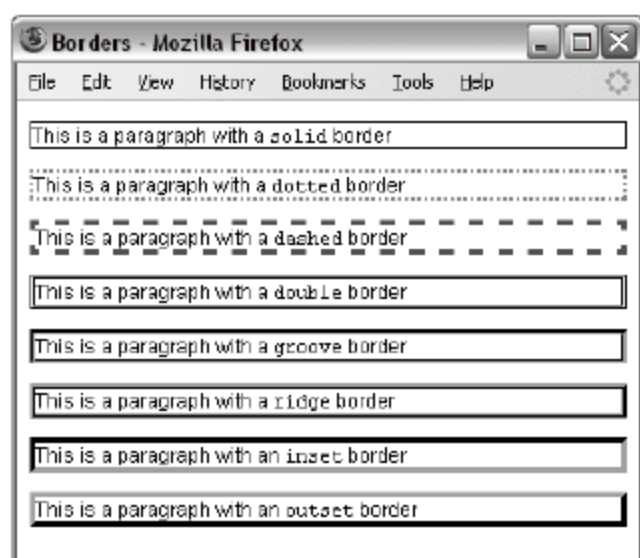 Borders - Mozilla Firefox
File Edit View History Bookmarks Tools Help
This is a paragraph with a solid border
This is a paragraph with a dotted border
This is a paragraph with a dashed border
This is a paragraph with a double border
This is a paragraph with a groove border
This is a paragraph with a ridge border
This is a paragraph with an inset border
This is a paragraph with an outset border